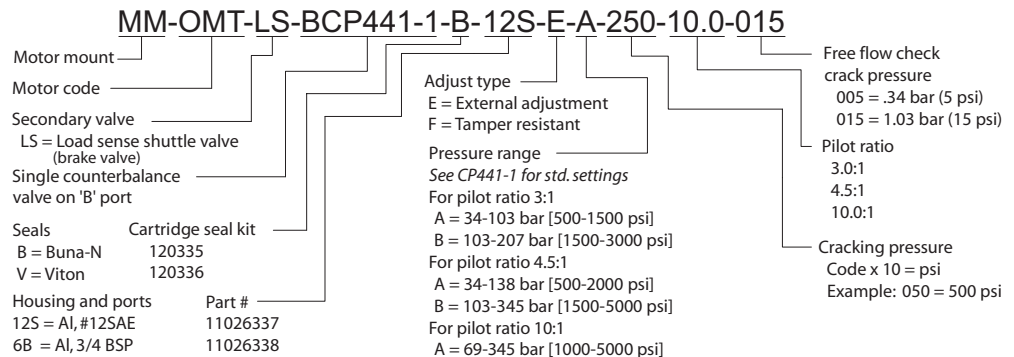 MM-OMT-LS-BCP441-1-B-12S-E-A-250-10.0-015
Motor mount
Motor code
Secondary valve
LS = Load sense shuttle valve
(brake valve)
Single counterbalance
valve on 'B' port
Seals Cartridge seal kit
B = Buna-N 120335
V = Viton 120336
Housing and ports Part #
12S = Al, #12SAE 11026337
6B = Al, 3/4 BSP 11026338
Adjust type
E = External adjustment
F = Tamper resistant
Pressure range
See CP441-1 for std. settings
For pilot ratio 3:1
A = 34-103 bar [500-1500 psi]
B = 103-207 bar [1500-3000 psi]
For pilot ratio 4.5:1
A = 34-138 bar [500-2000 psi]
B = 103-345 bar [1500-5000 psi]
For pilot ratio 10:1
A = 69-345 bar [1000-5000 psi]
Free flow check
crack pressure
005 = .34 bar (5 psi)
015 = 1.03 bar (15 psi)
Pilot ratio
3.0:1
4.5:1
10.0:1
Cracking pressure
Code x 10 = psi
Example: 050 = 500 psi